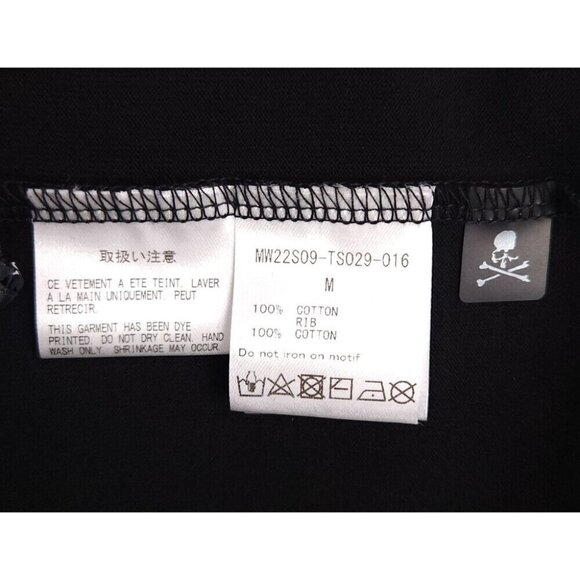 取扱い注意
CE VETEMENT A ETE TEINT. LAVER
A LA MAIN UNIQUEMENT. PEUT
RETRECIR.
THIS GARMENT HAS BEEN DYE
PRINTED. DO NOT DRY CLEAN. HAND
WASH ONLY. SHRINKAGE MAY OCCUR.
MW22S09-TS029-016
M
100% COTTON
RIB
100% COTTON
Do not iron on motif